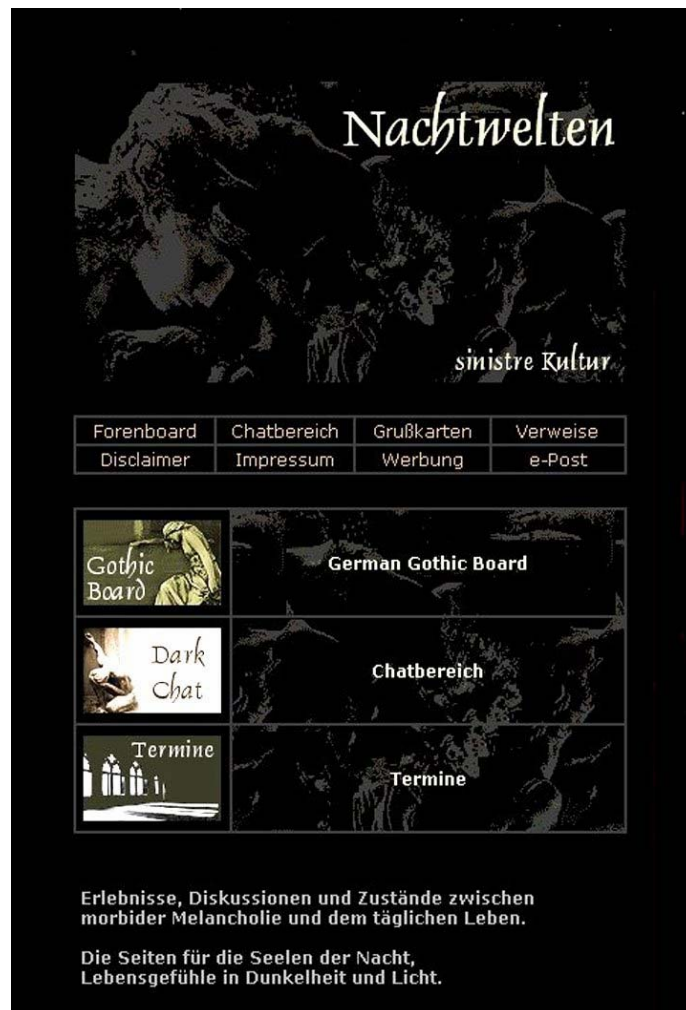 Nachtwelten
sinistre Kultur
Forenboard Chatbereich Grußkarten Verweise
Disclaimer Impressum Werbung e-Post
Gothic
Board
German Gothic Board
Dark
Chat
Chatbereich
Termine
Termine
Erlebnisse, Diskussionen und Zustände zwischen
morbider Melancholie und dem täglichen Leben.
Die Seiten für die Seelen der Nacht,
Lebensgefühle in Dunkelheit und Licht.